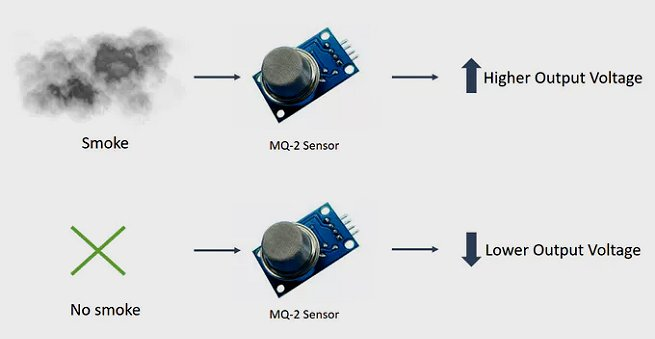 Higher Output Voltage
Smoke
MQ-2 Sensor
Lower Output Voltage
No smoke
MQ-2 Sensor